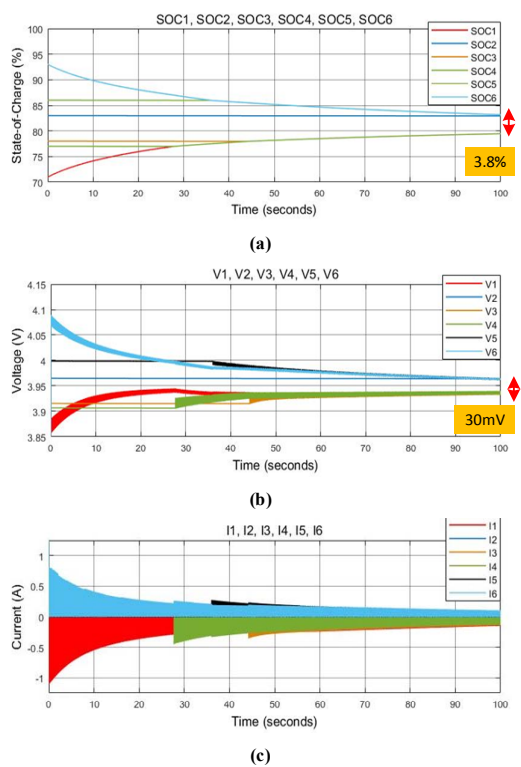 SOC1, SOC2, SOC3, SOC4, SOC5, SOC6
100
95
90
85
80
75
70
State-of-Charge (%)
SOC1
SOC2
SOC3
SOC4
SOC5
SOC6
3.8%
0 10 20 30 40 50 60 70 80 90 100
Time (seconds)
(a)
V1, V2, V3, V4, V5, V6
4.15
4.1
4.05
4
3.95
3.9
3.85
Voltage (V)
V1
V2
V3
V4
V5
V6
30mV
0 10 20 30 40 50 60 70 80 90 100
Time (seconds)
(b)
I1, I2, I3, I4, I5, I6
1
0.5
0
-0.5
-1
Current (A)
I1
I2
I3
I4
I5
I6
0 10 20 30 40 50 60 70 80 90 100
Time (seconds)
(c)